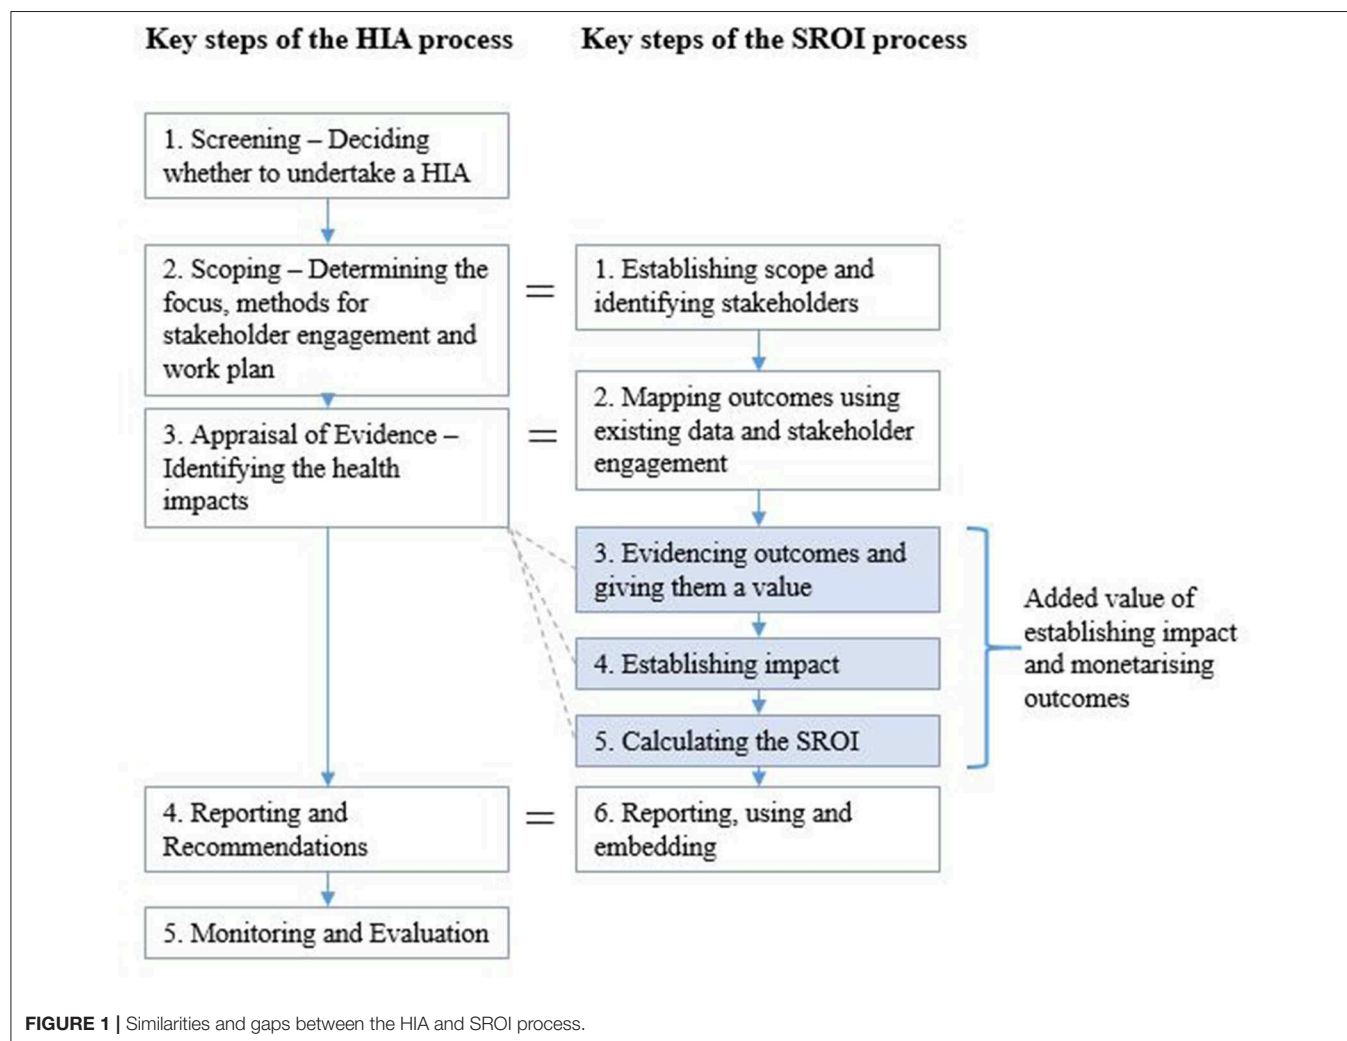 Key steps of the HIA process
Key steps of the SROI process
1. Screening – Deciding
whether to undertake a HIA
2. Scoping – Determining the
focus, methods for
stakeholder engagement and
work plan
=
1. Establishing scope and
identifying stakeholders
3. Appraisal of Evidence –
Identifying the health
impacts
=
2. Mapping outcomes using
existing data and stakeholder
engagement
3. Evidencing outcomes and
giving them a value
4. Establishing impact
5. Calculating the SROI
Added value of
establishing impact
and monetarising
outcomes
4. Reporting and
Recommendations
=
6. Reporting, using and
embedding
5. Monitoring and Evaluation
FIGURE 1 | Similarities and gaps between the HIA and SROI process.